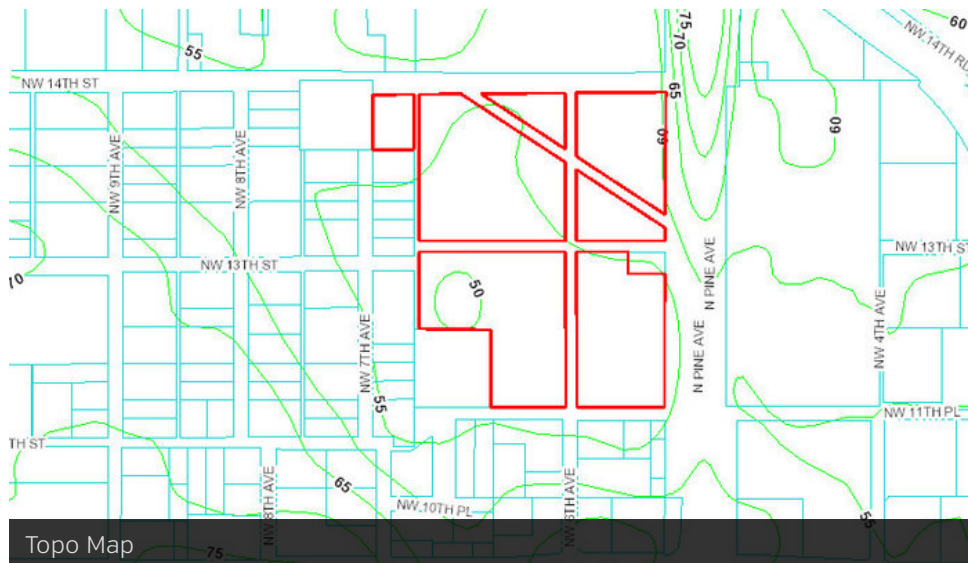 55
75
70
60
NW 14TH RD
NW 14TH ST
65
60
60
NW 9TH AVE
NW 8TH AVE
NW 13TH ST
NW 13TH ST
70
50
N PINE AVE
N PINE AVE
NW 7TH AVE
NW 4TH AVE
55
NW 11TH PL
TH ST
65
NW 8TH AVE
NW 10TH PL
NW 6TH AVE
55
75
Topo Map